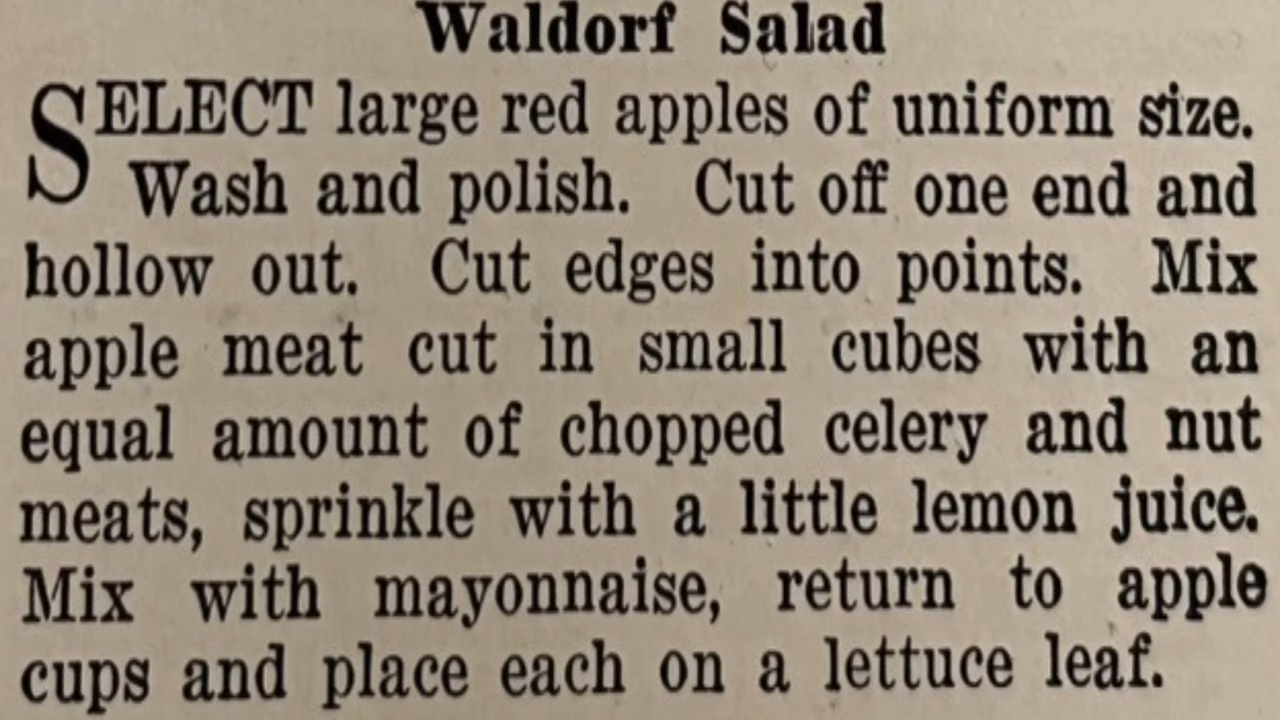 Waldorf Salad
SELECT large red apples of uniform size.
Wash and polish. Cut off one end and
hollow out. Cut edges into points. Mix
apple meat cut in small cubes with an
equal amount of chopped celery and nut
meats, sprinkle with a little lemon juice.
Mix with mayonnaise, return to apple
cups and place each on a lettuce leaf.